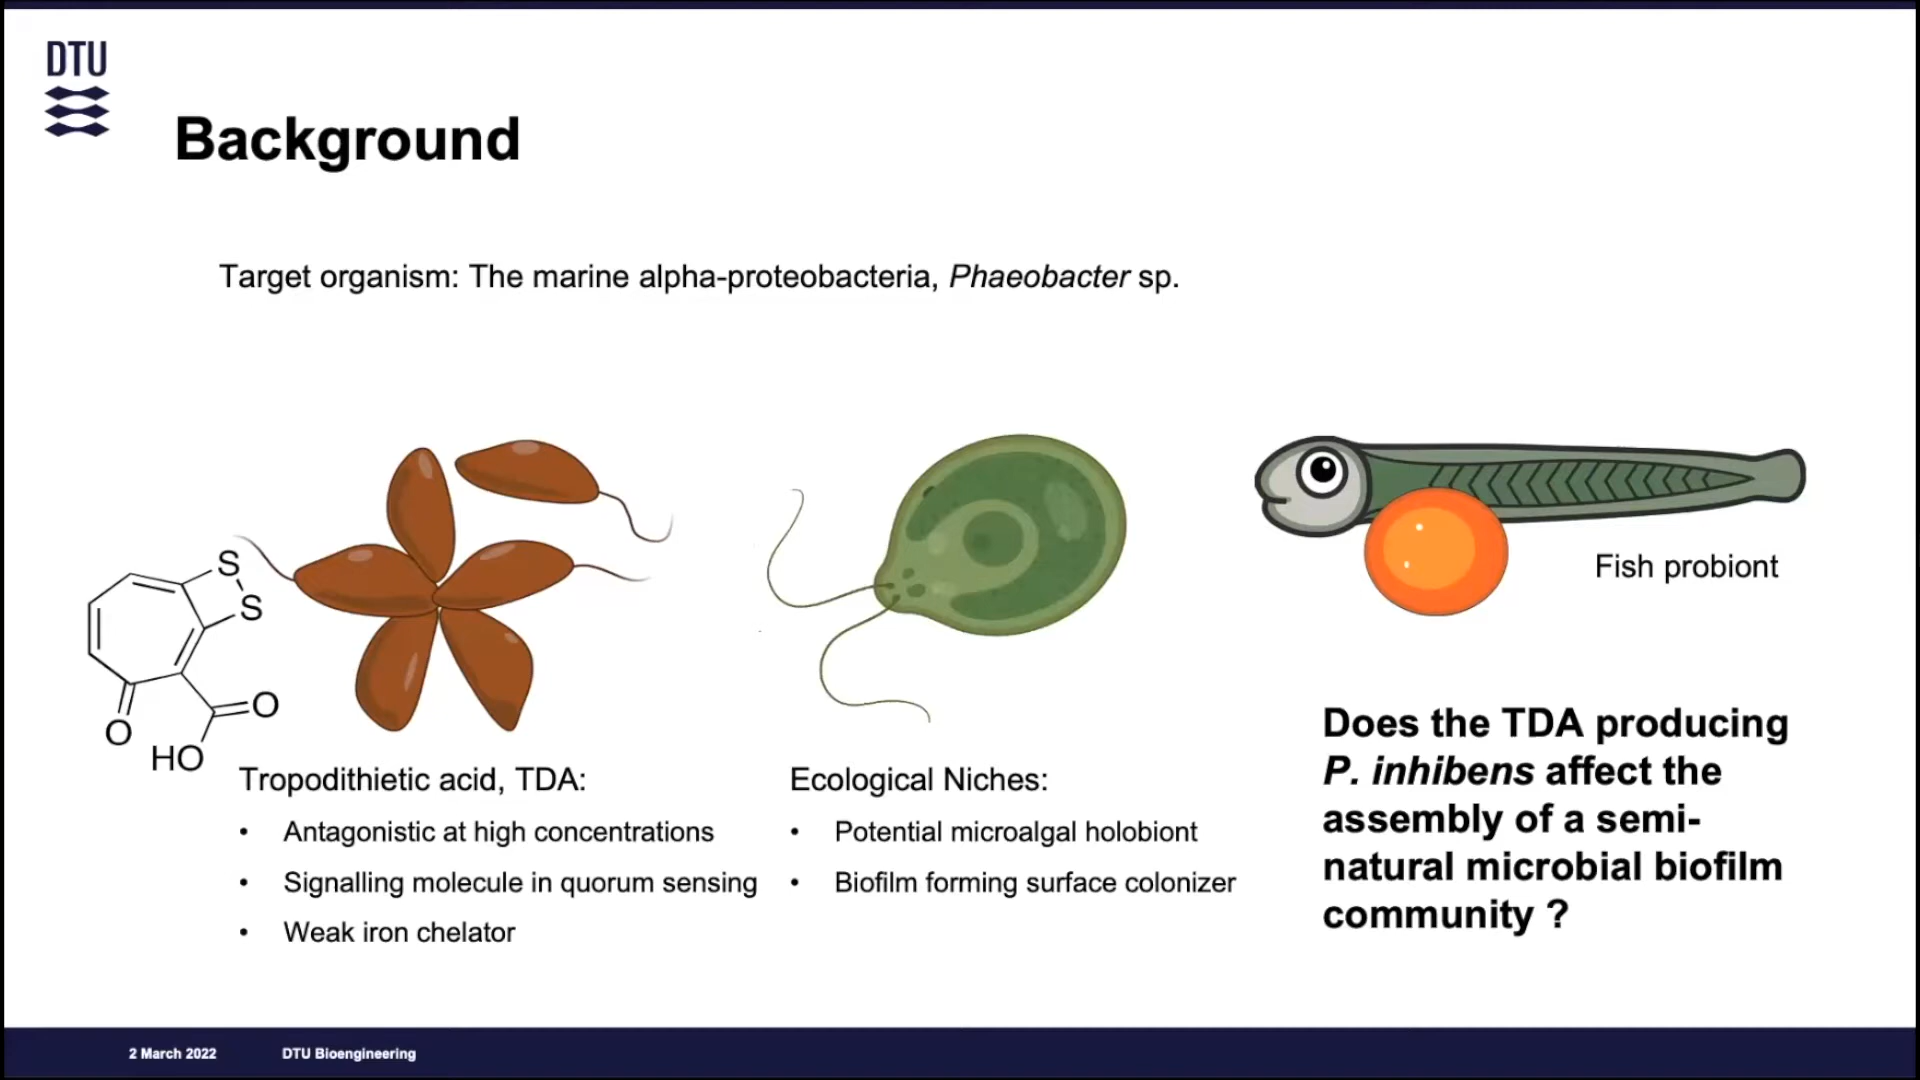 DTU
Background
Target organism: The marine alpha-proteobacteria, Phaeobacter sp.
S
S
O
O
HO
Tropodithietic acid, TDA:
• Antagonistic at high concentrations
• Signalling molecule in quorum sensing
• Weak iron chelator
Ecological Niches:
• Potential microalgal holobiont
• Biofilm forming surface colonizer
Fish probiont
Does the TDA producing
P. inhibens affect the
assembly of a semi-
natural microbial biofilm
community ?
2 March 2022 DTU Bioengineering